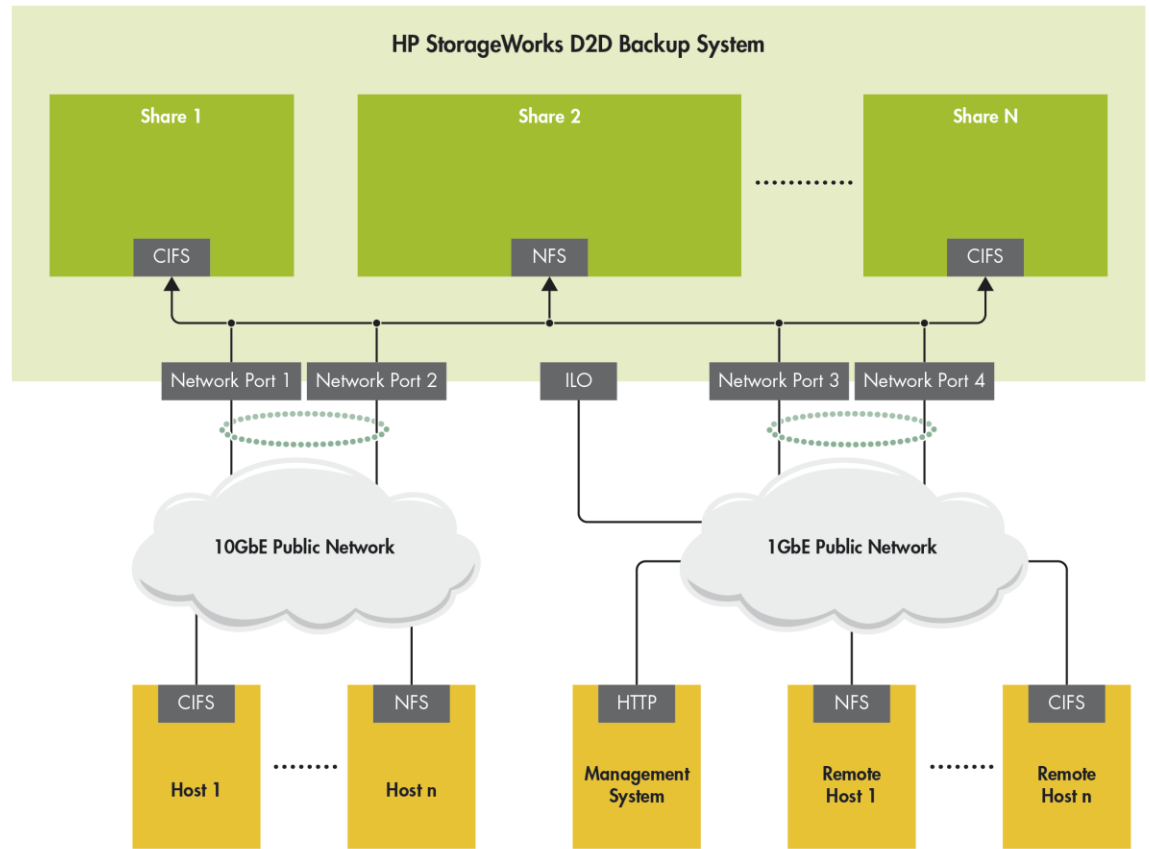 HP StorageWorks D2D Backup System
Share 1
Share 2
Share N
CIFS
NFS
CIFS
Network Port 1
Network Port 2
ILO
Network Port 3
Network Port 4
10GbE Public Network
1GbE Public Network
CIFS
NFS
HTTP
NFS
CIFS
Host 1
Host n
Management
System
Remote
Host 1
Remote
Host n